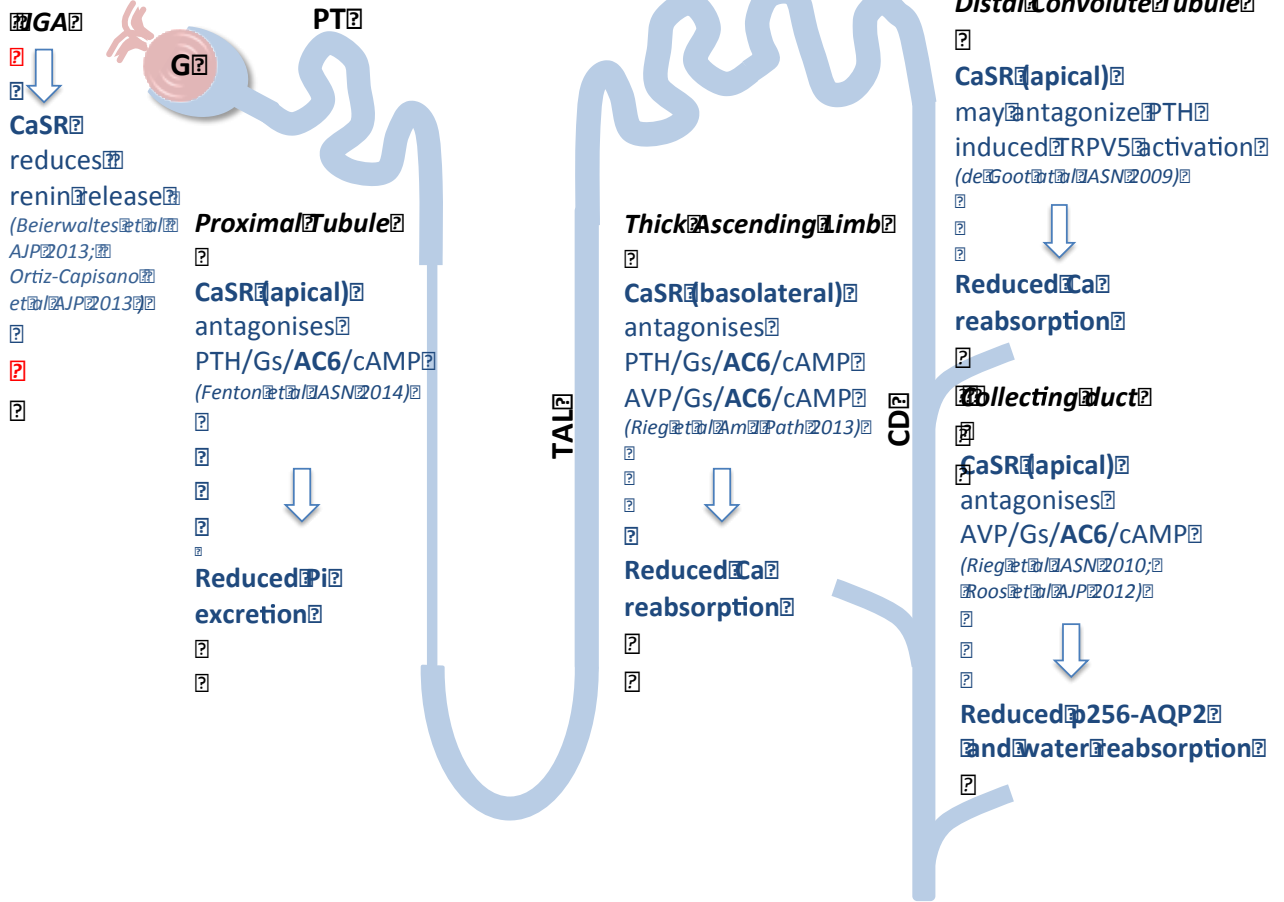 JGA
CaSR
reduces
renin release
(Beierwaltes et al
AJP 2013;
Ortiz-Capisano
et al AJP 2013)
G
PT
Proximal Tubule
CaSR (apical)
antagonises
PTH/Gs/AC6/cAMP
(Fenton et al JASN 2014)
Reduced Pi
excretion
TAL
Thick Ascending Limb
CaSR (basolateral)
antagonises
PTH/Gs/AC6/cAMP
AVP/Gs/AC6/cAMP
(Rieg et al Am J Path 2013)
Reduced Ca
reabsorption
CD
Distal Convolute Tubule
CaSR (apical)
may antagonize PTH
induced TRPV5 activation
(de Goot at al JASN 2009)
Reduced Ca
reabsorption
Collecting duct
CaSR (apical)
antagonises
AVP/Gs/AC6/cAMP
(Rieg et al JASN 2010;
Roos et al AJP 2012)
Reduced p256-AQP2
and water reabsorption